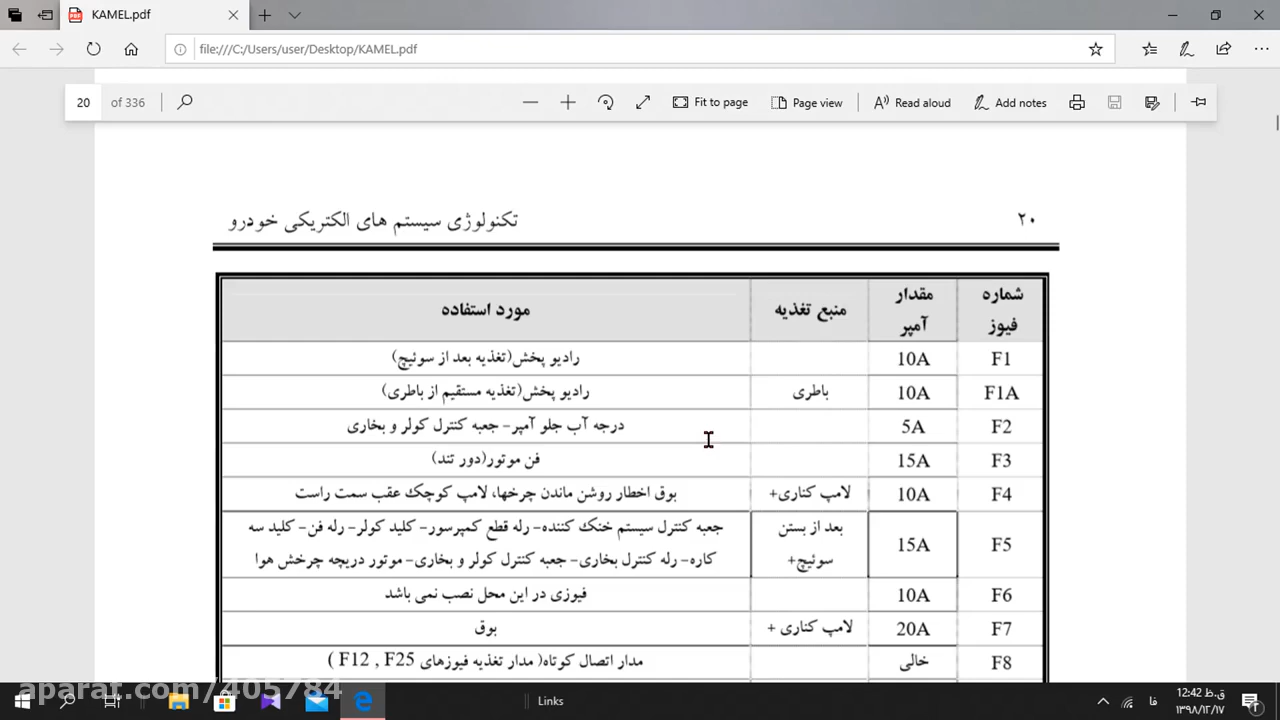 KAMEL.pdf
file:///C:/Users/user/Desktop/KAMEL.pdf
20 of 336
Fit to page
Page view
Read aloud
Add notes
تکنولوژی سیستم های الکتریکی خودرو
۲۰
شماره فیوز
مقدار آمپر
منبع تغذیه
مورد استفاده
F1 10A رادیو پخش(تغذیه بعد از سوئیچ)
F1A 10A باطری رادیو پخش(تغذیه مستقیم از باطری)
F2 5A درجه آب جلو آمپر- جعبه کنترل کولر و بخاری
F3 15A فن موتور(دور تند)
F4 10A لامپ کناری+ بوق اخطار روشن ماندن چرخها، لامپ کوچک عقب سمت راست
F5 15A بعد از بستن سوئیچ+ جعبه کنترل سیستم خنک کننده- رله قطع کمپرسور- کلید کولر- رله فن- کلید سه
کاره- رله کنترل بخاری- جعبه کنترل کولر و بخاری- موتور دریچه چرخش هوا
F6 10A فیوزی در این محل نصب نمی باشد
F7 20A لامپ کناری + بوق
F8 خالی مدار اتصال کوتاه( مدار تغذیه فیوزهای F12 , F25 )
aparat.com/405784
Links
فا
12:42 ق.ظ
۱۳۹۸/۱۲/۱۷